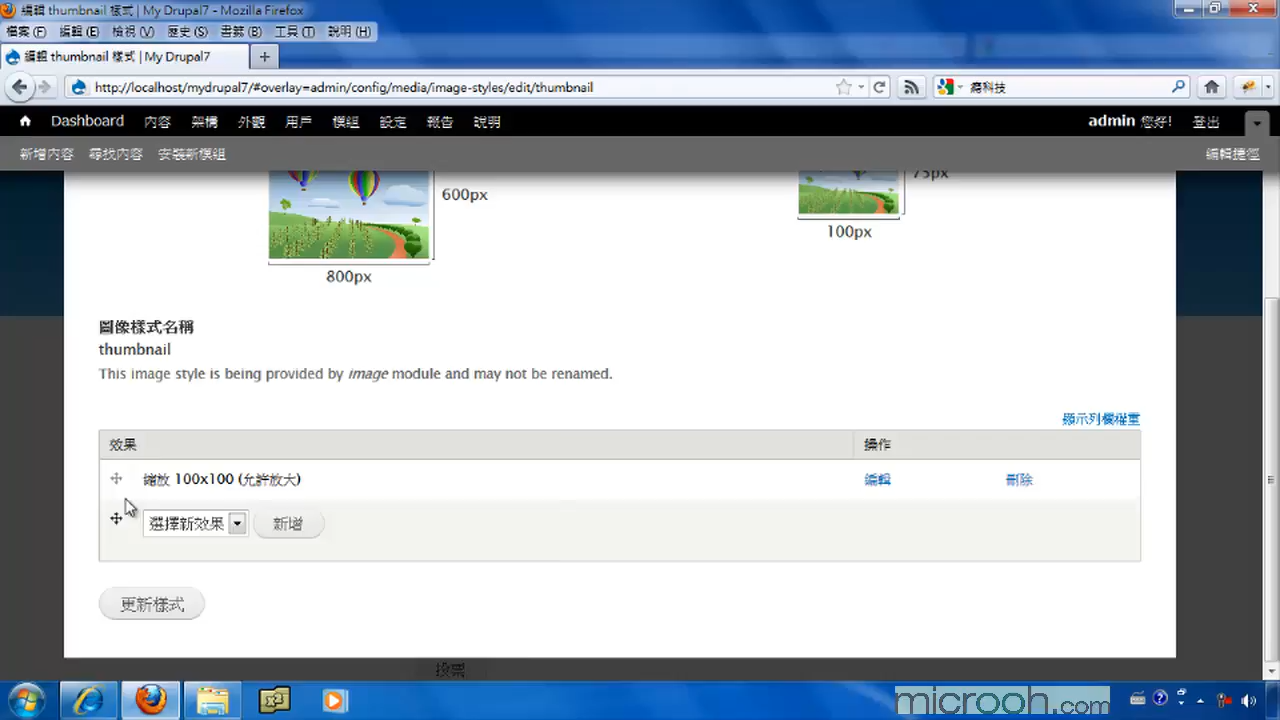 編輯 thumbnail 樣式 | My Drupal7 - Mozilla Firefox
檔案 (F) 編輯 (E) 檢視 (V) 歷史 (S) 書籤 (B) 工具 (T) 說明 (H)
編輯 thumbnail 樣式 | My Drupal7
http://localhost/mydrupal7/#overlay=admin/config/media/image-styles/edit/thumbnail
瘾科技
Dashboard 內容 架構 外觀 用戶 模組 設定 報告 說明 admin 您好! 登出
新增內容 尋找內容 安裝新模組 編輯捷徑
600px
75px
100px
800px
圖像樣式名稱
thumbnail
This image style is being provided by image module and may not be renamed.
顯示列欄權重
效果 操作
縮放 100x100 (允許放大) 編輯 刪除
選擇新效果 新增
更新樣式
投票
microoh.com